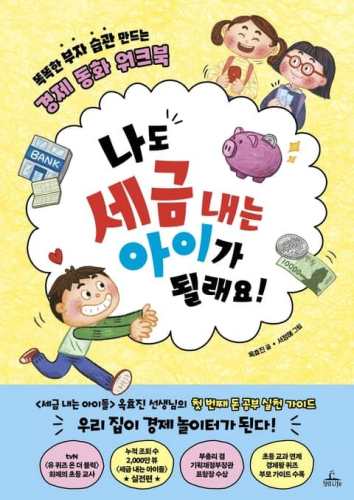 똑똑한 부자 습관 만드는
경제 동화 워크북
BANK
나도
세금 내는
아이가
될래요!
10000
옥효진 글 • 서정해 그림
<세금 내는 아이들> 옥효진 선생님의 첫 번째 돈 공부 실천 가이드
우리 집이 경제 놀이터가 된다!
tvN
<유 퀴즈 온 더 블럭>
화제의 초등 교사
누적 조회 수
2,000만 뷰
<세금 내는 아이들>
★ 실전편 ★
부총리 겸
기획재정부장관
표창장 수상
초등 교과 연계
경제왕 퀴즈
부모 가이드 수록